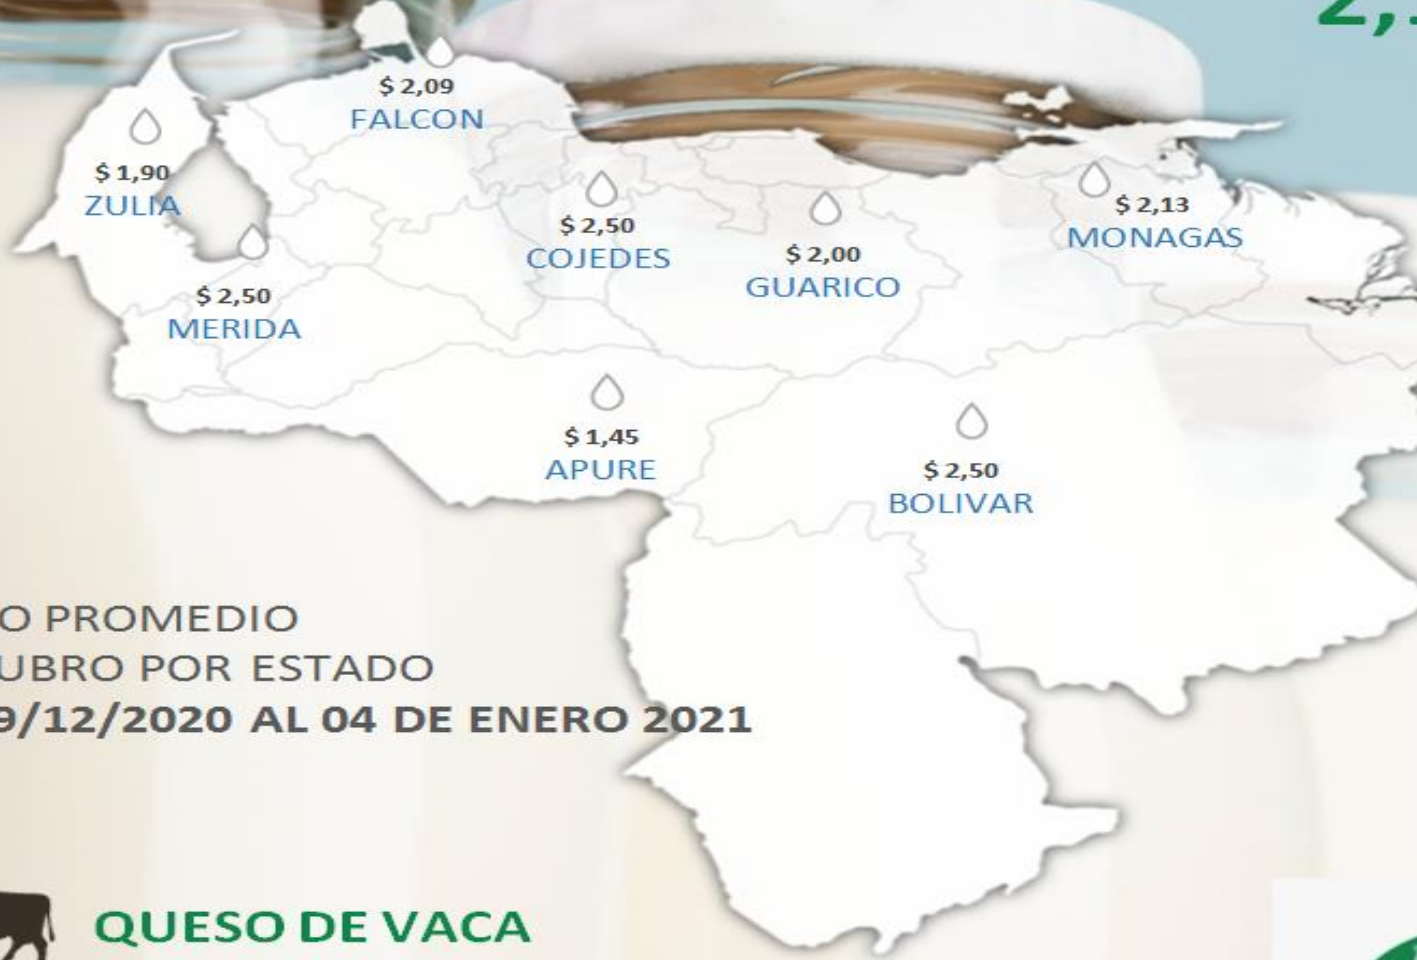 $ 2,09
FALCON
$ 1,90
ZULIA
$ 2,50
COJEDES
$ 2,00
GUARICO
$ 2,13
MONAGAS
$ 2,50
MERIDA
$ 1,45
APURE
$ 2,50
BOLIVAR
O PROMEDIO
UBRO POR ESTADO
9/12/2020 AL 04 DE ENERO 2021
QUESO DE VACA